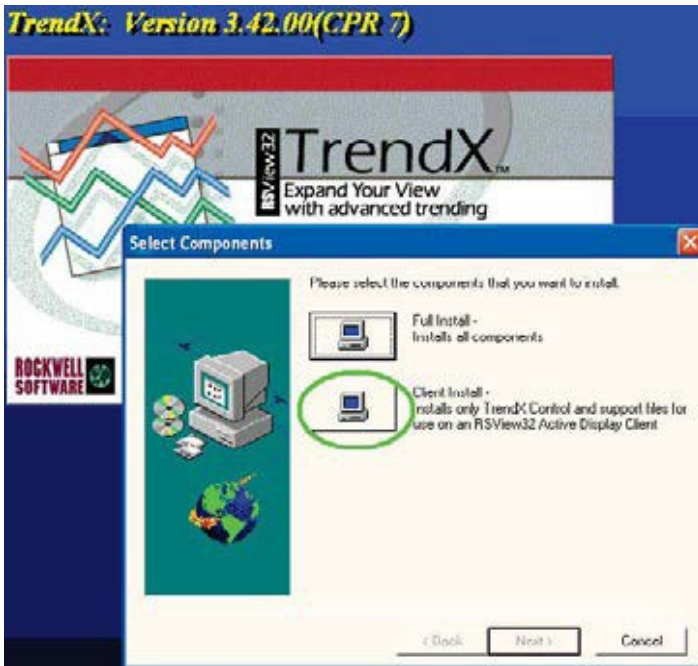 TrendX: Version 3.42.00(CPR 7)
RSView32
TrendX™
Expand Your View
with advanced trending
Select Components
Please select the components that you want to install.
Full Install -
Installs all components
Client Install -
Installs only TrendX Control and support files for
use on an RSView32 Active Display Client
ROCKWELL
SOFTWARE
< Back
Next >
Cancel